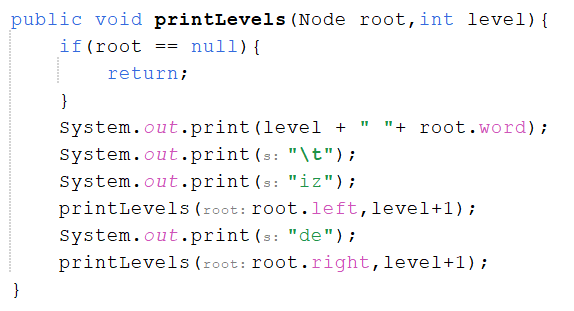 public void printLevels(Node root,int level){
if(root == null){
return;
}
System.out.print(level + " "+ root.word);
System.out.print(s: "\t");
System.out.print(s: "iz");
printLevels(root: root.left,level+1);
System.out.print(s: "de");
printLevels(root: root.right,level+1);
}